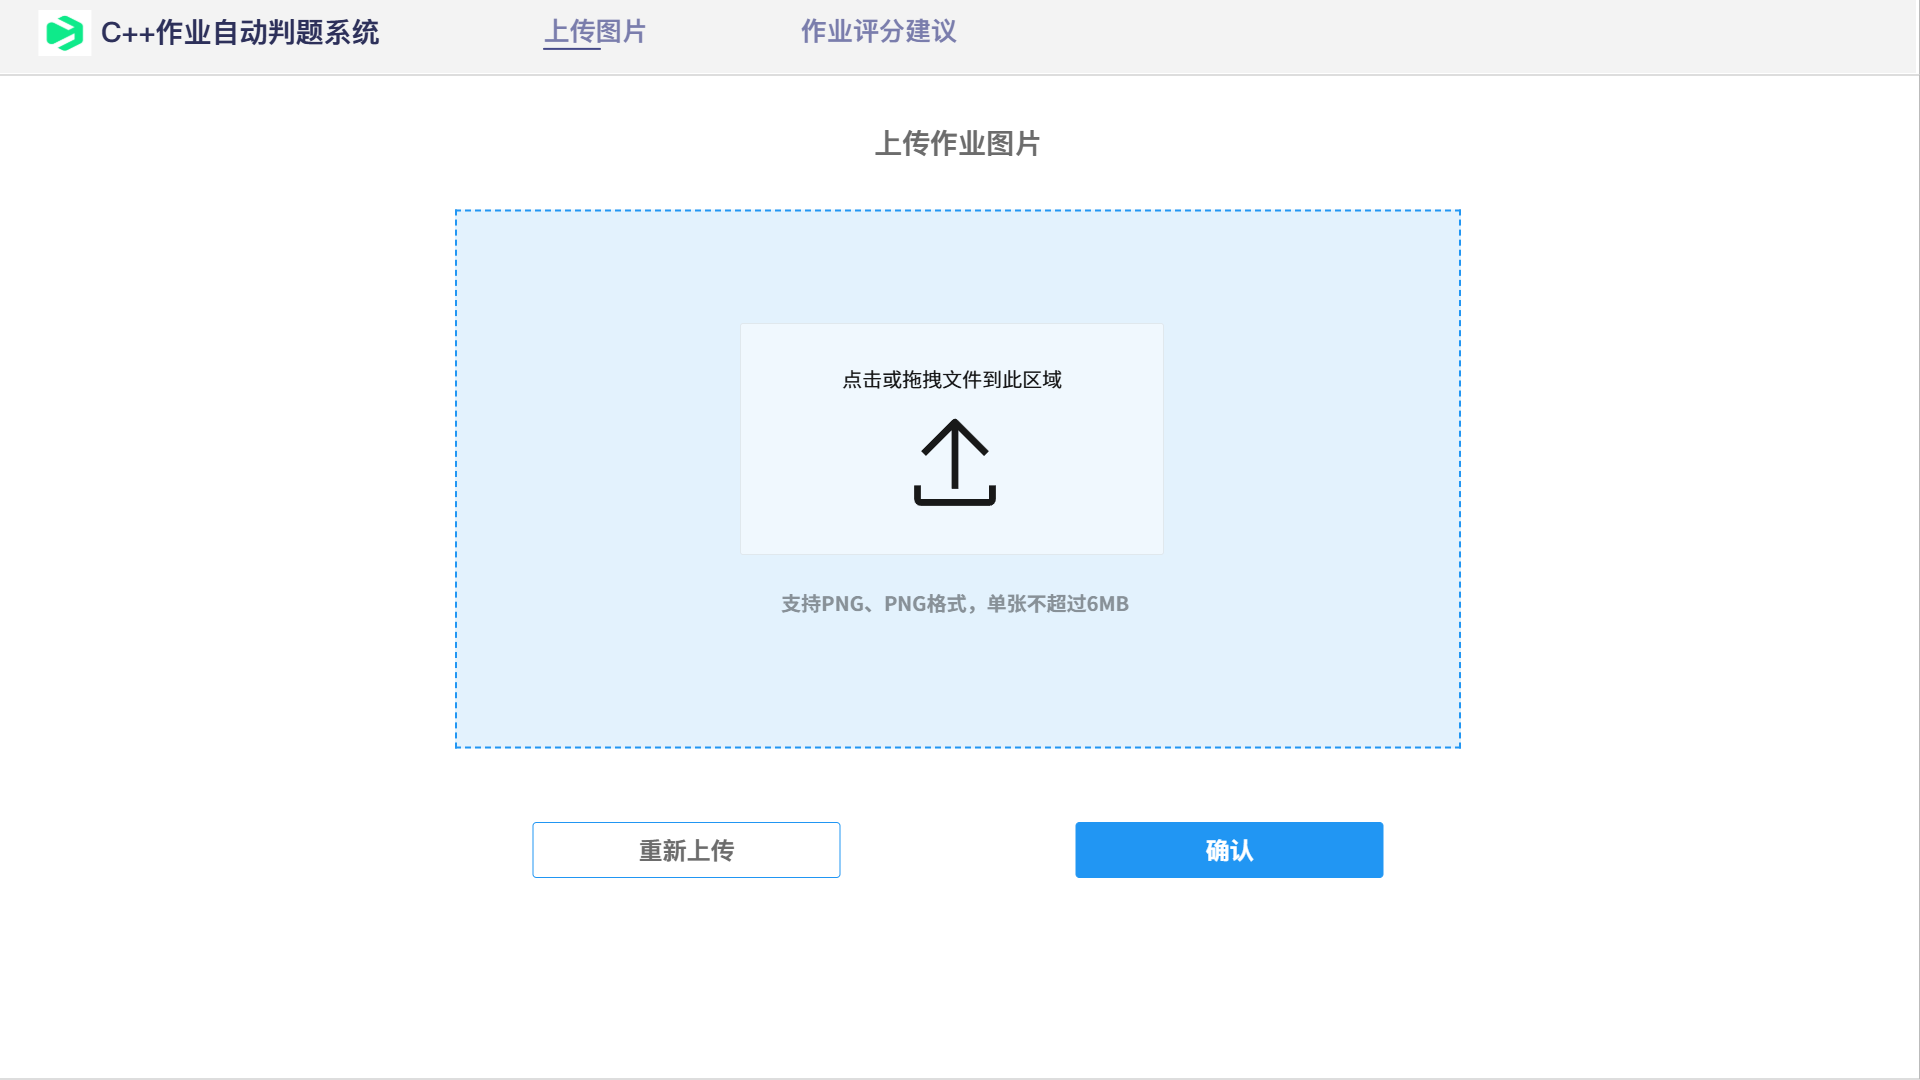 C++作业自动判题系统
上传图片
作业评分建议
上传作业图片
点击或拖拽文件到此区域
支持PNG、PNG格式，单张不超过6MB
重新上传
确认